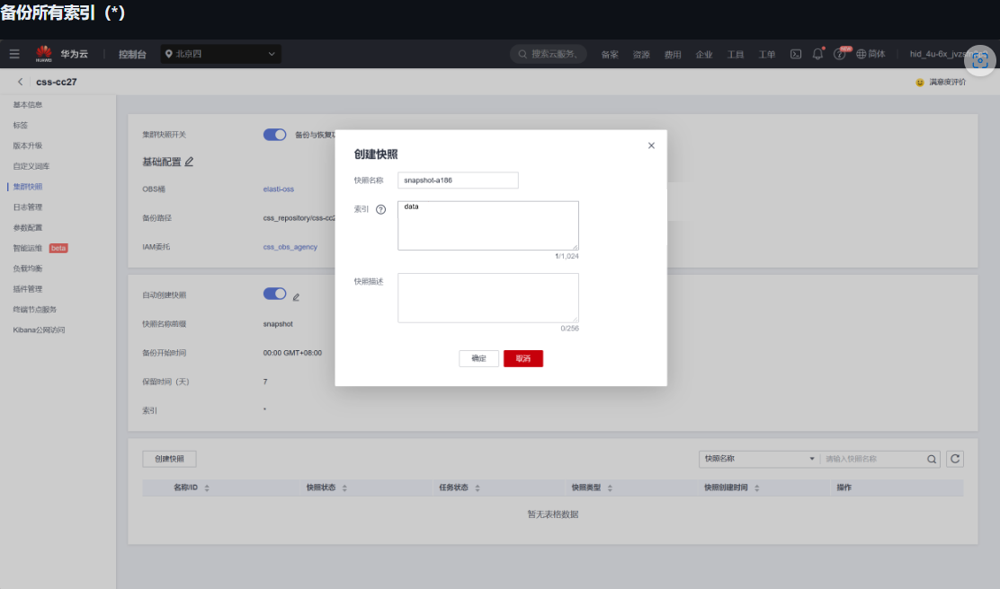 备份所有索引（*）
HUAWEI 华为云 控制台 北京四 搜索云服务、 备案 资源 费用 企业 工具 工单 NEW 简体
css-cc27 满意度评价
基本信息
标签
版本升级
自定义词库
集群快照
日志管理
参数配置
智能运维 beta
负载均衡
插件管理
终端节点服务
Kibana公网访问
集群快照开关 备份与恢复
基础配置
OBS桶 elasti-oss
备份路径 css_repository/css-cc2
IAM委托 css_obs_agency
自动创建快照
快照名称前缀 snapshot
备份开始时间 00:00 GMT+08:00
保留时间（天） 7
索引 *
创建快照
快照名称 snapshot-a186
索引 ? data
1/1,024
快照描述
0/256
确定 取消
创建快照 快照名称 请输入快照名称
名称/ID 快照状态 任务状态 快照类型 快照创建时间 操作
暂无表格数据